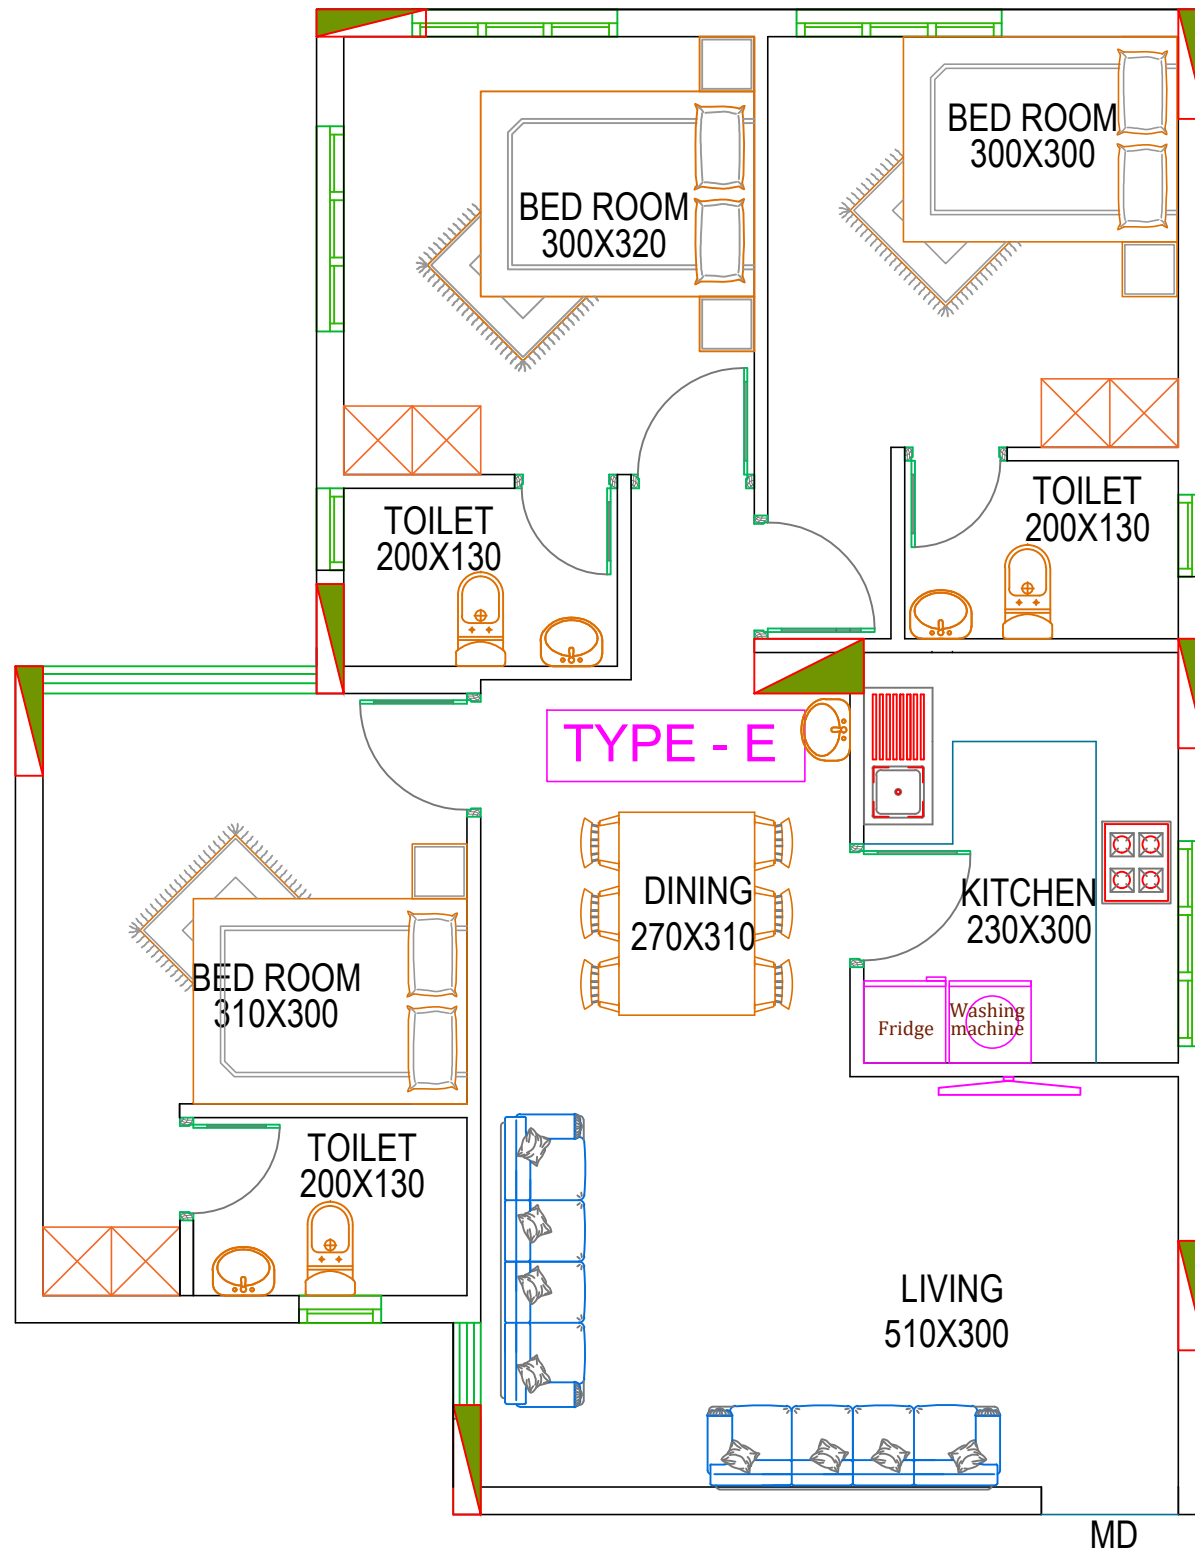 BED ROOM
300X300
BED ROOM
300X320
TOILET
200X130
TOILET
200X130
TYPE - E
DINING
270X310
KITCHEN
230X300
BED ROOM
310X300
Fridge
Washing
machine
TOILET
200X130
LIVING
510X300
MD